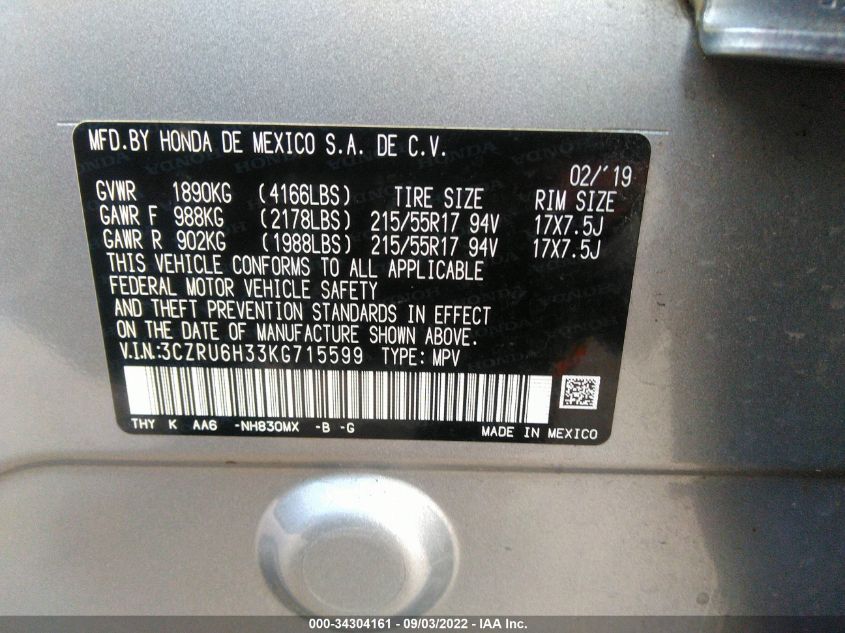 MFD.BY HONDA DE MEXICO S.A. DE C.V.
02/'19
GVWR 1890KG (4166LBS) TIRE SIZE RIM SIZE
GAWR F 988KG (2178LBS) 215/55R17 94V 17X7.5J
GAWR R 902KG (1988LBS) 215/55R17 94V 17X7.5J
THIS VEHICLE CONFORMS TO ALL APPLICABLE
FEDERAL MOTOR VEHICLE SAFETY
AND THEFT PREVENTION STANDARDS IN EFFECT
ON THE DATE OF MANUFACTURE SHOWN ABOVE.
V.I.N:3CZRU6H33KG715599 TYPE: MPV
THY K AA6 -NH830MX -B -G
MADE IN MEXICO
000-34304161 - 09/03/2022 - IAA Inc.